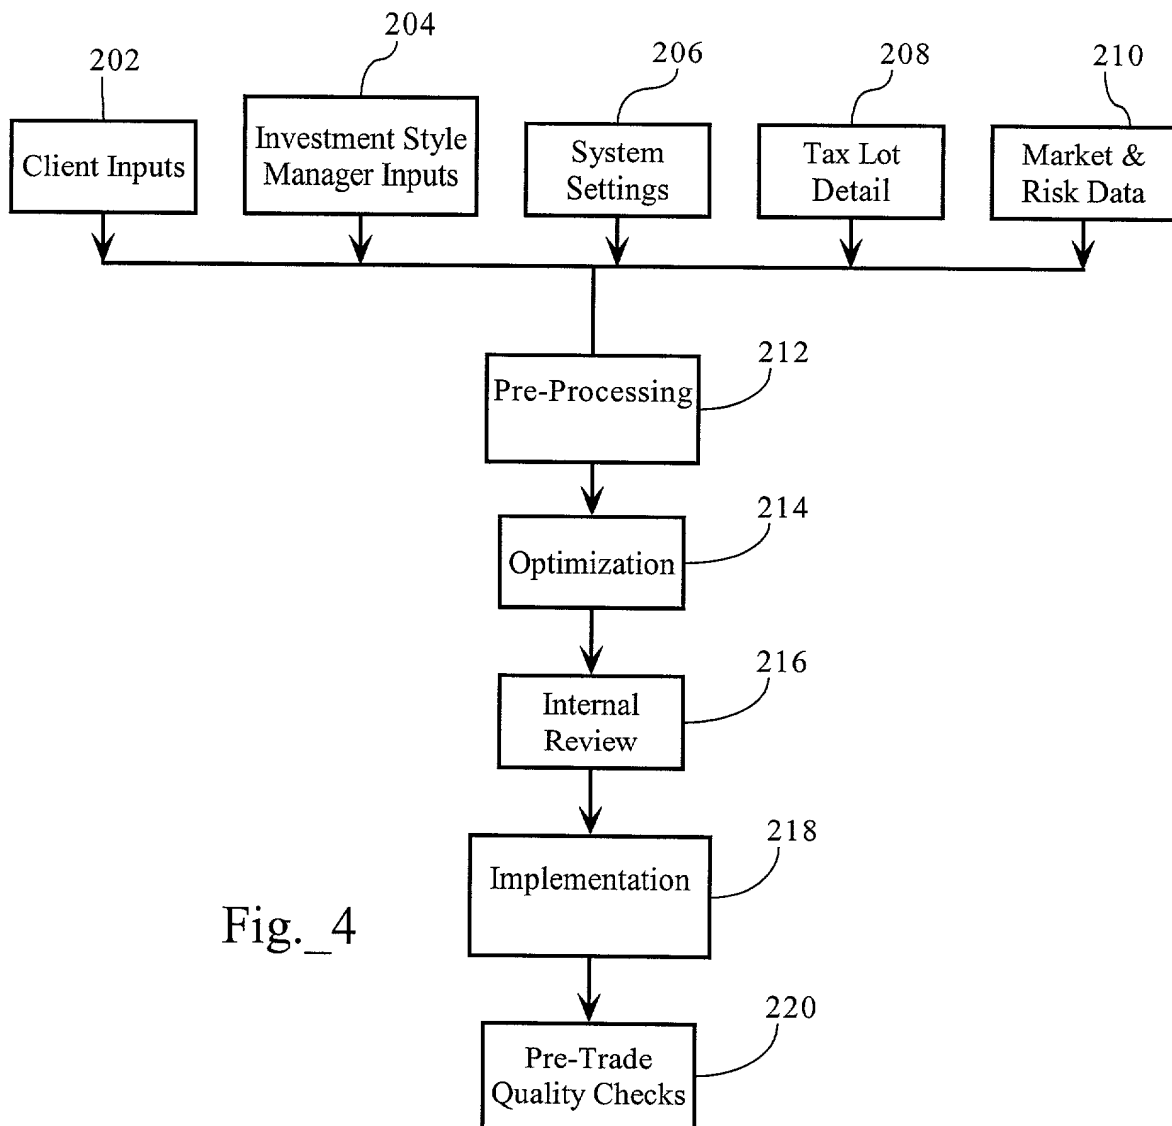 202
204
206
208
210
Client Inputs
Investment Style
Manager Inputs
System
Settings
Tax Lot
Detail
Market &
Risk Data
212
Pre-Processing
214
Optimization
216
Internal
Review
218
Implementation
Fig._4
220
Pre-Trade
Quality Checks